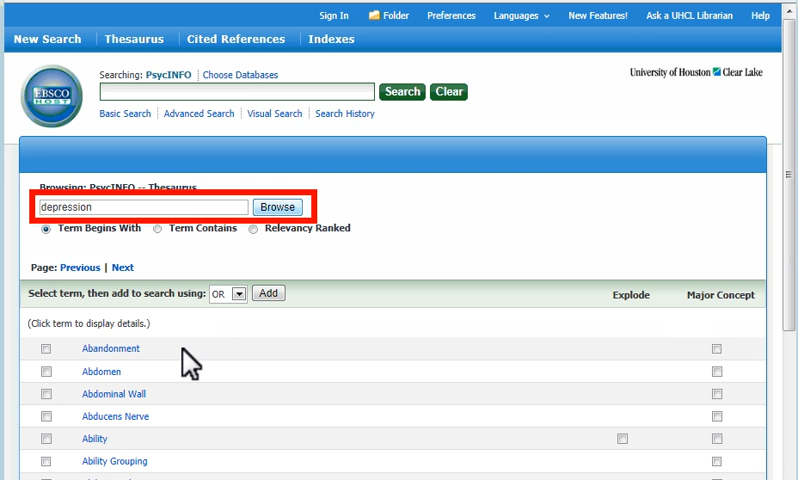 Sign In Folder Preferences Languages New Features! Ask a UHCL Librarian Help
New Search Thesaurus Cited References Indexes
Searching: PsycINFO Choose Databases
University of Houston Clear Lake
EBSCO
HOST
Search Clear
Basic Search Advanced Search Visual Search Search History
Browsing: PsycINFO -- Thesaurus
depression Browse
Term Begins With Term Contains Relevancy Ranked
Page: Previous | Next
Select term, then add to search using: OR Add Explode Major Concept
(Click term to display details.)
Abandonment
Abdomen
Abdominal Wall
Abducens Nerve
Ability
Ability Grouping